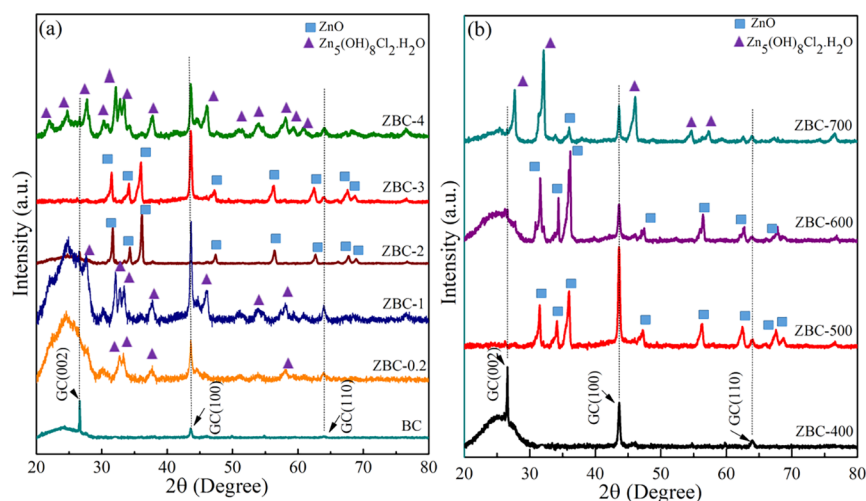 (a)
ZnO
Zn5(OH)8Cl2.H2O
ZBC-4
ZBC-3
ZBC-2
ZBC-1
ZBC-0.2
BC
GC(002)
GC(100)
GC(110)
Intensity (a.u.)
20 30 40 50 60 70 80
2θ (Degree)
(b)
ZnO
Zn5(OH)8Cl2.H2O
ZBC-700
ZBC-600
ZBC-500
ZBC-400
GC(002)
GC(100)
GC(110)
Intensity (a.u.)
20 30 40 50 60 70 80
2θ (Degree)